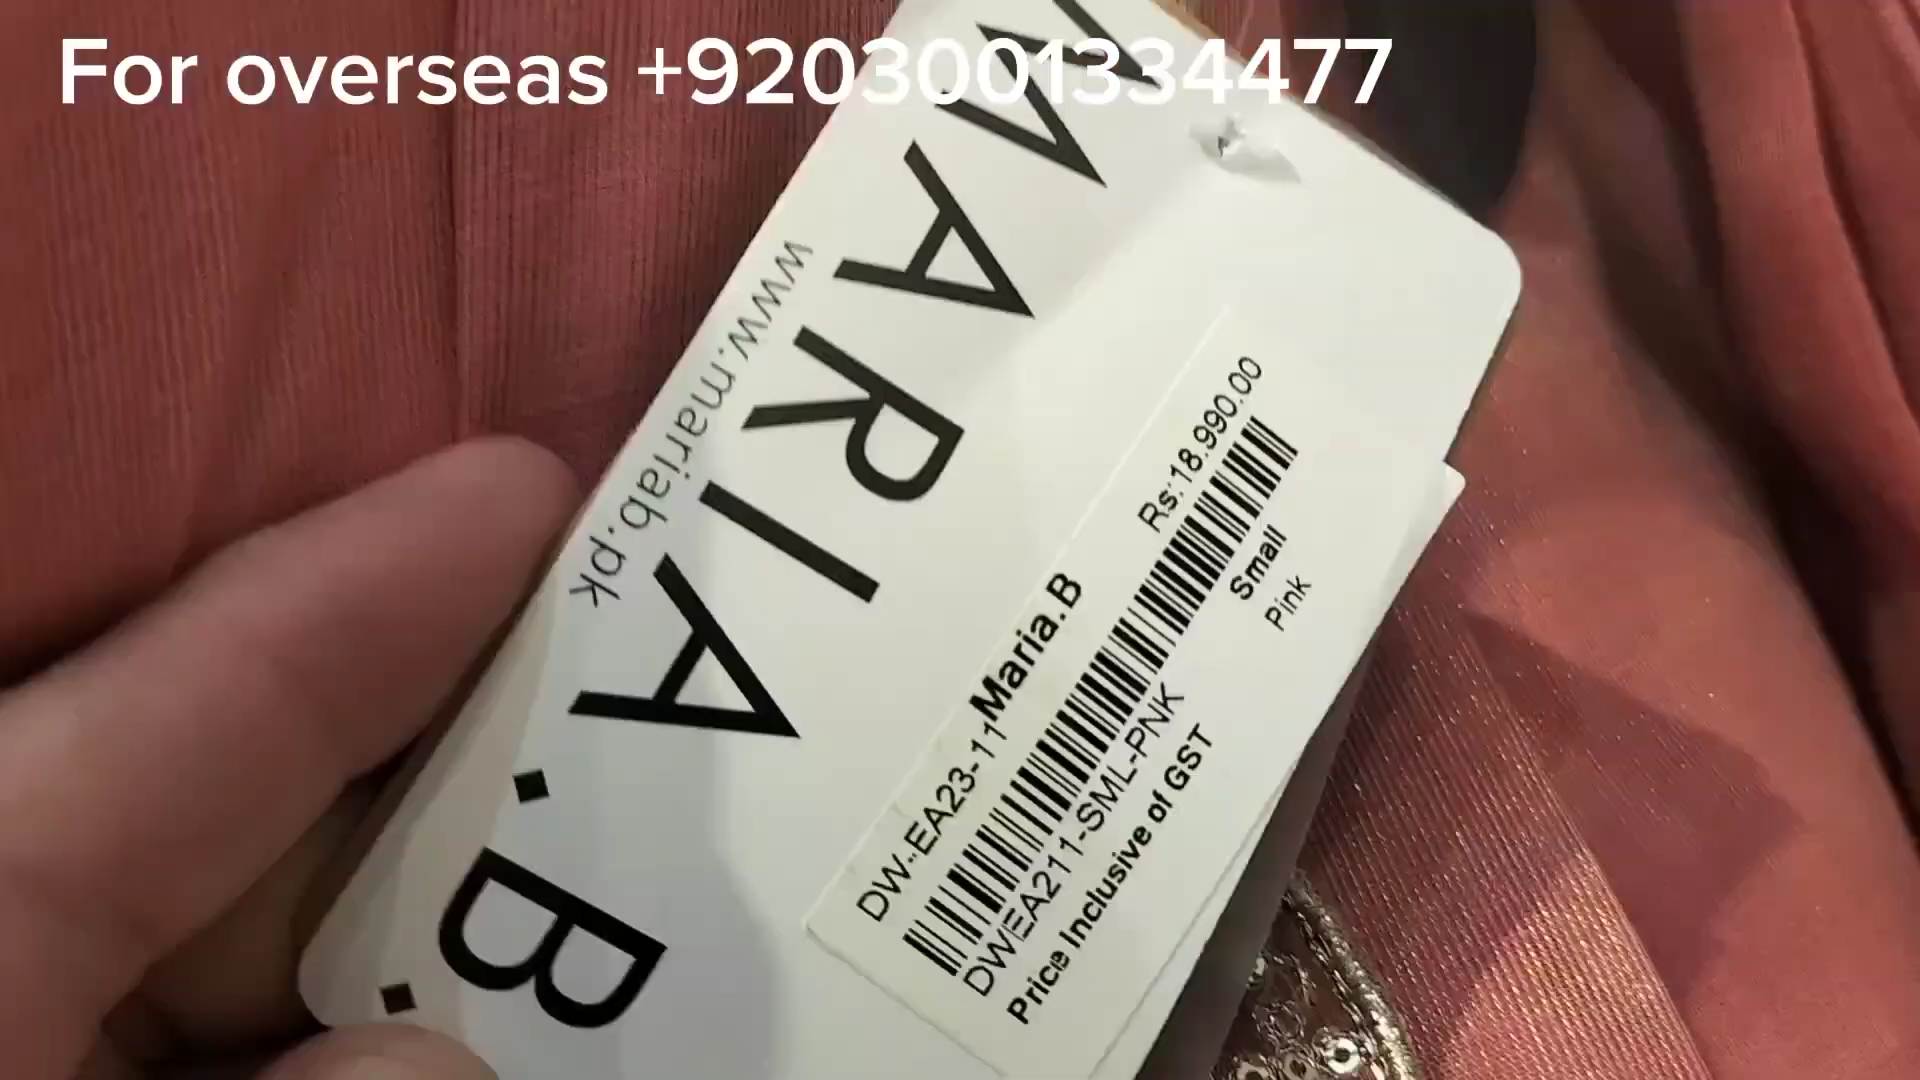 For overseas +9203001334477
MARIA.B.
www.mariab.pk
Rs:18,990.00
DW-EA23-11 Maria.B
Small
DWEA211-SML-PNK
Pink
Price Inclusive of GST